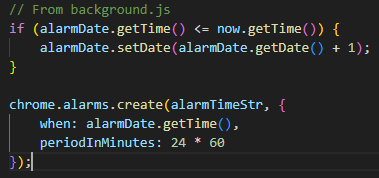 // From background.js
if (alarmDate.getTime() <= now.getTime()) {
    alarmDate.setDate(alarmDate.getDate() + 1);
}

chrome.alarms.create(alarmTimeStr, {
    when: alarmDate.getTime(),
    periodInMinutes: 24 * 60
});